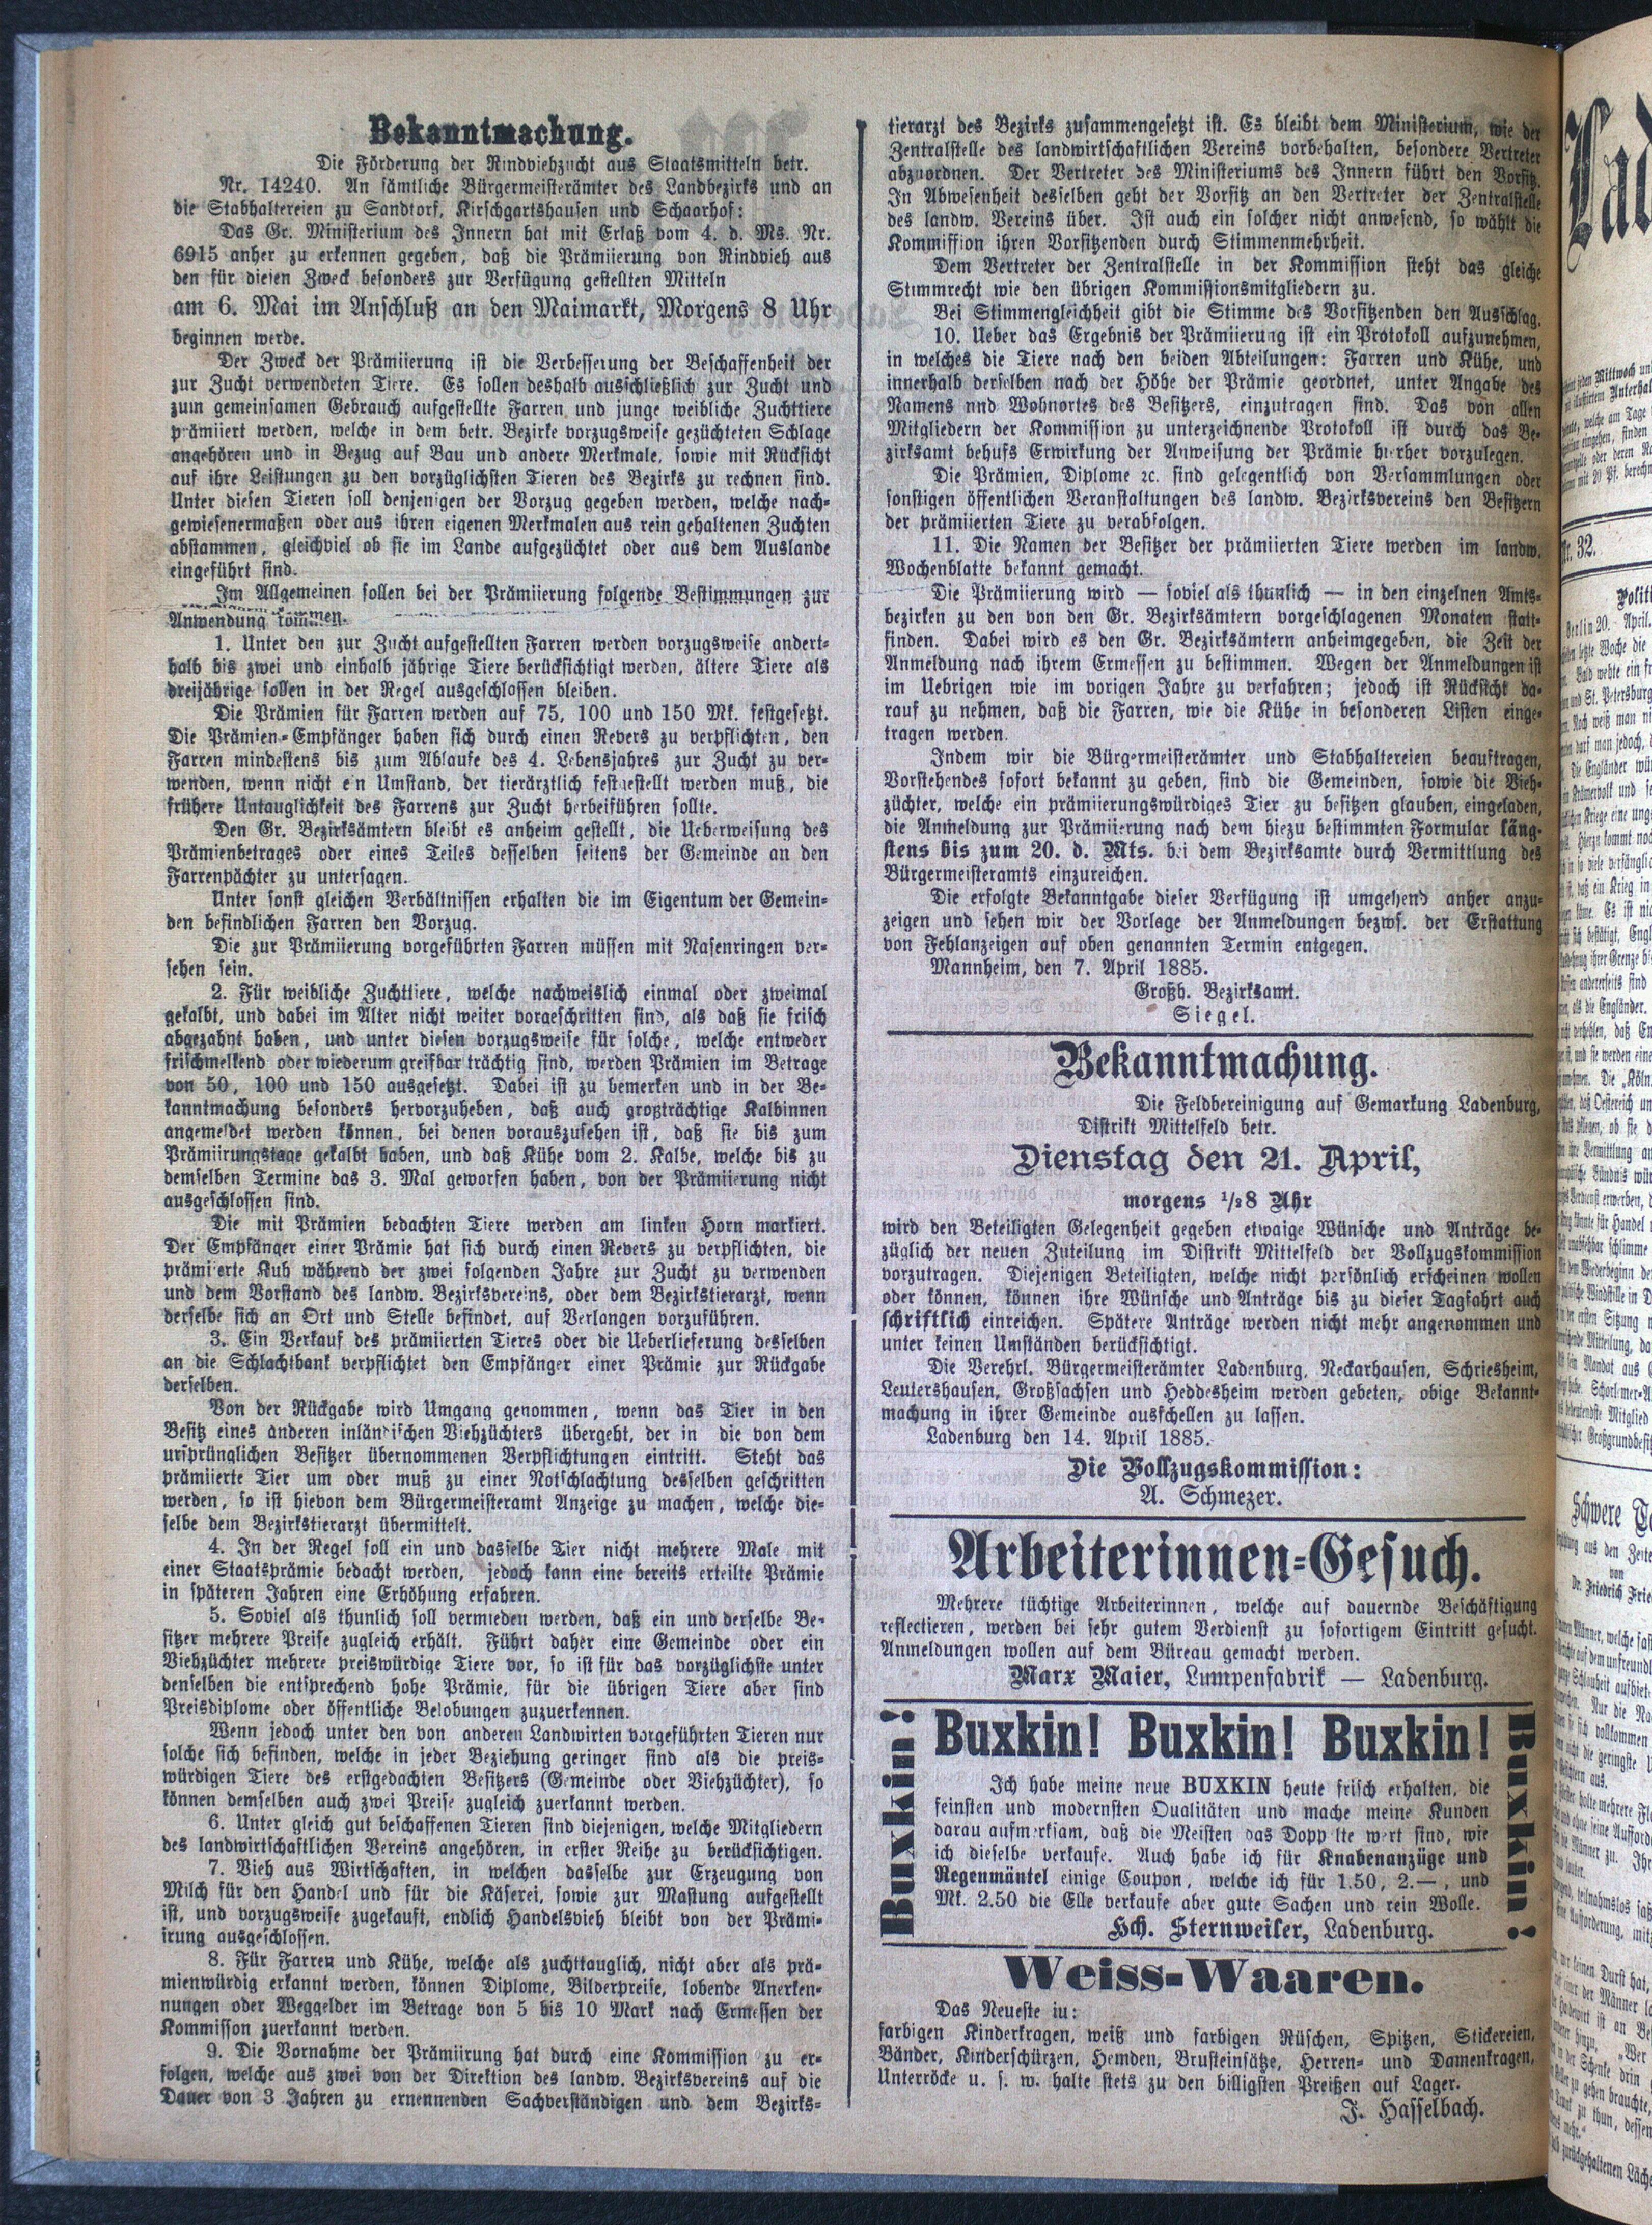 Bekanntmachung.
Die Förderung der Rindviehzucht aus Staatsmitteln betr.
Nr. 14240. An sämtliche Bürgermeisterämter des Landbezirks und an
die Stabhaltereien zu Sandtorf, Kirschgartshausen und Schaarhof:
Das Gr. Ministerium des Innern hat mit Erlaß vom 4. d. Ms. Nr.
6915 anher zu erkennen gegeben, daß die Prämiierung von Rindvieh aus
den für diesen Zweck besonders zur Verfügung gestellten Mitteln
am 6. Mai im Anschluß an den Maimarkt, Morgens 8 Uhr
beginnen werde.
Der Zweck der Prämiierung ist die Verbesserung der Beschaffenheit der
zur Zucht verwendeten Tiere. Es sollen deshalb ausschließlich zur Zucht und
zum gemeinsamen Gebrauch aufgestellte Farren und junge weibliche Zuchttiere
prämiiert werden, welche in dem betr. Bezirke vorzugsweise gezüchteten Schlage
angehören und in Bezug auf Bau und andere Merkmale, sowie mit Rücksicht
auf ihre Leistungen zu den vorzüglichsten Tieren des Bezirks zu rechnen sind.
Unter diesen Tieren soll denjenigen der Vorzug gegeben werden, welche nach-
gewiesenermaßen oder aus ihren eigenen Merkmalen aus rein gehaltenen Zuchten
abstammen, gleichviel ob sie im Lande aufgezüchtet oder aus dem Auslande
eingeführt sind.
Im Allgemeinen sollen bei der Prämiierung folgende Bestimmungen zur
Anwendung kommen.
1. Unter den zur Zucht aufgestellten Farren werden vorzugsweise andert-
halb bis zwei und einhalb jährige Tiere berücksichtigt werden, ältere Tiere als
dreijährige sollen in der Regel ausgeschlossen bleiben.
Die Prämien für Farren werden auf 75, 100 und 150 Mk. festgesetzt.
Die Prämien-Empfänger haben sich durch einen Revers zu verpflichten, den
Farren mindestens bis zum Ablaufe des 4. Lebensjahres zur Zucht zu ver-
wenden, wenn nicht ein Umstand, der tierärztlich festgestellt werden muß, die
frühere Untauglichkeit des Farrens zur Zucht herbeiführen sollte.
Den Gr. Bezirksämtern bleibt es anheim gestellt, die Ueberweisung des
Prämienbetrages oder eines Teiles desselben seitens der Gemeinde an den
Farrenpächter zu untersagen.
Unter sonst gleichen Verhältnissen erhalten die im Eigentum der Gemein-
den befindlichen Farren den Vorzug.
Die zur Prämiierung vorgeführten Farren müssen mit Nasenringen ver-
sehen sein.
2. Für weibliche Zuchttiere, welche nachweislich einmal oder zweimal
gekalbt, und dabei im Alter nicht weiter vorgeschritten sind, als daß sie frisch
abgezahnt haben, und unter diesen vorzugsweise für solche, welche entweder
frischmelkend oder wiederum greifbar trächtig sind, werden Prämien im Betrage
von 50, 100 und 150 ausgesetzt. Dabei ist zu bemerken und in der Be-
kanntmachung besonders hervorzuheben, daß auch großträchtige Kalbinnen
angemeldet werden können, bei denen vorauszusehen ist, daß sie bis zum
Prämiirungstage gekalbt haben, und daß Kühe vom 2. Kalbe, welche bis zu
demselben Termine das 3. Mal geworfen haben, von der Prämiierung nicht
ausgeschlossen sind.
Die mit Prämien bedachten Tiere werden am linken Horn markiert.
Der Empfänger einer Prämie hat sich durch einen Revers zu verpflichten, die
prämiierte Kuh während der zwei folgenden Jahre zur Zucht zu verwenden
und dem Vorstand des landw. Bezirksvereins, oder dem Bezirkstierarzt, wenn
derselbe sich an Ort und Stelle befindet, auf Verlangen vorzuführen.
3. Ein Verkauf des prämiierten Tieres oder die Ueberlieferung desselben
an die Schlachtbank verpflichtet den Empfänger einer Prämie zur Rückgabe
derselben.
Von der Rückgabe wird Umgang genommen, wenn das Tier in den
Besitz eines anderen inländischen Viehzüchters übergeht, der in die von dem
ursprünglichen Besitzer übernommenen Verpflichtungen eintritt. Steht das
prämiierte Tier um oder muß zu einer Notschlachtung desselben geschritten
werden, so ist hievon dem Bürgermeisteramt Anzeige zu machen, welche die-
selbe dem Bezirkstierarzt übermittelt.
4. In der Regel soll ein und dasselbe Tier nicht mehrere Male mit
einer Staatsprämie bedacht werden, jedoch kann eine bereits erteilte Prämie
in späteren Jahren eine Erhöhung erfahren.
5. Soviel als thunlich soll vermieden werden, daß ein und derselbe Be-
sitzer mehrere Preise zugleich erhält. Führt daher eine Gemeinde oder ein
Viehzüchter mehrere preiswürdige Tiere vor, so ist für das vorzüglichste unter
denselben die entsprechend hohe Prämie, für die übrigen Tiere aber sind
Preisdiplome oder öffentliche Belobungen zuzuerkennen.
Wenn jedoch unter den von anderen Landwirten vorgeführten Tieren nur
solche sich befinden, welche in jeder Beziehung geringer sind als die preis-
würdigen Tiere des erstgedachten Besitzers (Gemeinde oder Viehzüchter), so
können demselben auch zwei Preise zugleich zuerkannt werden.
6. Unter gleich gut beschaffenen Tieren sind diejenigen, welche Mitgliedern
des landwirtschaftlichen Vereins angehören, in erster Reihe zu berücksichtigen.
7. Vieh aus Wirtschaften, in welchen dasselbe zur Erzeugung von
Milch für den Handel und für die Käserei, sowie zur Mastung aufgestellt
ist, und vorzugsweise zugekauft, endlich Handelsvieh bleibt von der Prämi-
irung ausgeschlossen.
8. Für Farren und Kühe, welche als zuchttauglich, nicht aber als prä-
mienwürdig erkannt werden, können Diplome, Bilderpreise, lobende Anerken-
nungen oder Weggelder im Betrage von 5 bis 10 Mark nach Ermessen der
Kommisson zuerkannt werden.
9. Die Vornahme der Prämiirung hat durch eine Kommission zu er-
folgen, welche aus zwei von der Direktion des landw. Bezirksvereins auf die
Dauer von 3 Jahren zu ernennenden Sachverständigen und dem Bezirks-
tierarzt des Bezirks zusammengesetzt ist. Es bleibt dem Ministerium, wie der
Zentralstelle des landwirtschaftlichen Vereins vorbehalten, besondere Vertreter
abzuordnen. Der Vertreter des Ministeriums des Innern führt den Vorsitz.
In Abwesenheit desselben geht der Vorsitz an den Vertreter der Zentralstelle
des landw. Vereins über. Ist auch ein solcher nicht anwesend, so wählt die
Kommission ihren Vorsitzenden durch Stimmenmehrheit.
Dem Vertreter der Zentralstelle in der Kommission steht das gleiche
Stimmrecht wie den übrigen Kommissionsmitgliedern zu.
Bei Stimmengleichheit gibt die Stimme des Vorsitzenden den Ausschlag.
10. Ueber das Ergebnis der Prämiierung ist ein Protokoll aufzunehmen,
in welches die Tiere nach den beiden Abteilungen: Farren und Kühe, und
innerhalb derselben nach der Höhe der Prämie geordnet, unter Angabe des
Namens nnd Wohnortes des Besitzers, einzutragen sind. Das von allen
Mitgliedern der Kommission zu unterzeichnende Protokoll ist durch das Be-
zirksamt behufs Erwirkung der Anweisung der Prämie hierher vorzulegen.
Die Prämien, Diplome ꝛc. sind gelegentlich von Versammlungen oder
sonstigen öffentlichen Veranstaltungen des landw. Bezirksvereins den Besitzern
der prämiierten Tiere zu verabfolgen.
11. Die Namen der Besitzer der prämiierten Tiere werden im landw.
Wochenblatte bekannt gemacht.
Die Prämiierung wird — soviel als thunlich — in den einzelnen Amts-
bezirken zu den von den Gr. Bezirksämtern vorgeschlagenen Monaten statt-
finden. Dabei wird es den Gr. Bezirksämtern anheimgegeben, die Zeit der
Anmeldung nach ihrem Ermessen zu bestimmen. Wegen der Anmeldungen ist
im Uebrigen wie im vorigen Jahre zu verfahren; jedoch ist Rücksicht da-
rauf zu nehmen, daß die Farren, wie die Kühe in besonderen Listen einge-
tragen werden.
Indem wir die Bürgermeisterämter und Stabhaltereien beauftragen,
Vorstehendes sofort bekannt zu geben, sind die Gemeinden, sowie die Vieh-
züchter, welche ein prämiierungswürdiges Tier zu besitzen glauben, eingeladen,
die Anmeldung zur Prämiierung nach dem hiezu bestimmten Formular läng-
stens bis zum 20. d. Mts. bei dem Bezirksamte durch Vermittlung des
Bürgermeisteramts einzureichen.
Die erfolgte Bekanntgabe dieser Verfügung ist umgehend anher anzu-
zeigen und sehen wir der Vorlage der Anmeldungen bezws. der Erstattung
von Fehlanzeigen auf oben genannten Termin entgegen.
Mannheim, den 7. April 1885.
Großh. Bezirksamt.
Siegel.
Bekanntmachung.
Die Feldbereinigung auf Gemarkung Ladenburg,
Distrikt Mittelfeld betr.
Dienstag den 21. April,
morgens 1/28 Uhr
wird den Beteiligten Gelegenheit gegeben etwaige Wünsche und Anträge be-
züglich der neuen Zuteilung im Distrikt Mittelfeld der Vollzugskommission
vorzutragen. Diejenigen Beteiligten, welche nicht persönlich erscheinen wollen
oder können, können ihre Wünsche und Anträge bis zu dieser Tagfahrt auch
schriftlich einreichen. Spätere Anträge werden nicht mehr angenommen und
unter keinen Umständen berücksichtigt.
Die Verehrl. Bürgermeisterämter Ladenburg, Neckarhausen, Schriesheim,
Leutershausen, Großsachsen und Heddesheim werden gebeten, obige Bekannt-
machung in ihrer Gemeinde ausschellen zu lassen.
Ladenburg den 14. April 1885.
Die Vollzugskommission:
A. Schmezer.
Arbeiterinnen-Gesuch.
Mehrere tüchtige Arbeiterinnen, welche auf dauernde Beschäftigung
reflectieren, werden bei sehr gutem Verdienst zu sofortigem Eintritt gesucht.
Anmeldungen wollen auf dem Büreau gemacht werden.
Marx Maier, Lumpenfabrik — Ladenburg.
Buxkin!
Buxkin! Buxkin! Buxkin!
Ich habe meine neue BUXKIN heute frisch erhalten, die
feinsten und modernsten Qualitäten und mache meine Kunden
darau aufmerksam, daß die Meisten das Doppelte wert sind, wie
ich dieselbe verkaufe. Auch habe ich für Knabenanzüge und
Regenmäntel einige Coupon, welche ich für 1.50, 2.—, und
Mk. 2.50 die Elle verkaufe aber gute Sachen und rein Wolle.
Hch. Sternweiler, Ladenburg.
Buxkin!
Weiss-Waaren.
Das Neueste iu:
farbigen Kinderkragen, weiß und farbigen Rüschen, Spitzen, Stickereien,
Bänder, Kinderschürzen, Hemden, Brusteinsätze, Herren- und Damenkragen,
Unterröcke u. s. w. halte stets zu den billigsten Preißen auf Lager.
J. Hasselbach.
Lad
Nr. 32.
Politi
Berlin 20. April.
Schwere
Dr. Friedrich Frie